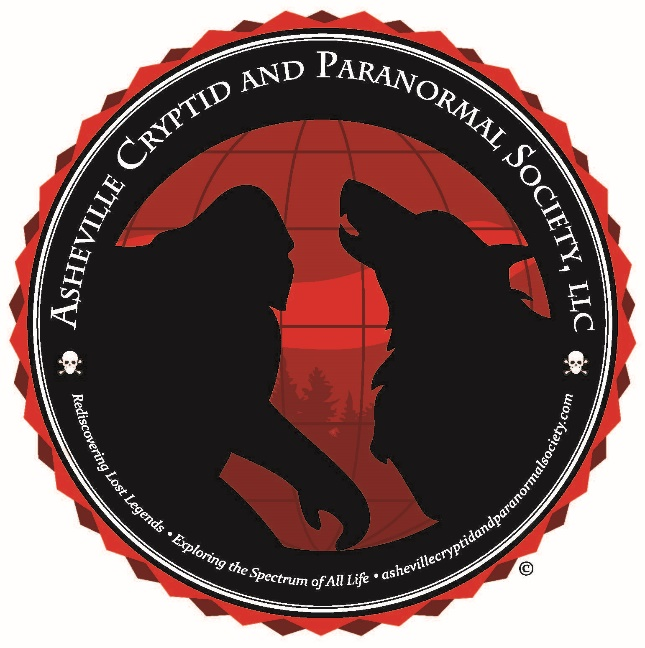 Asheville Cryptid and Paranormal Society, LLC
Rediscovering Lost Legends • Exploring the Spectrum of All Life • ashevillecryptidandparanormalsociety.com
©